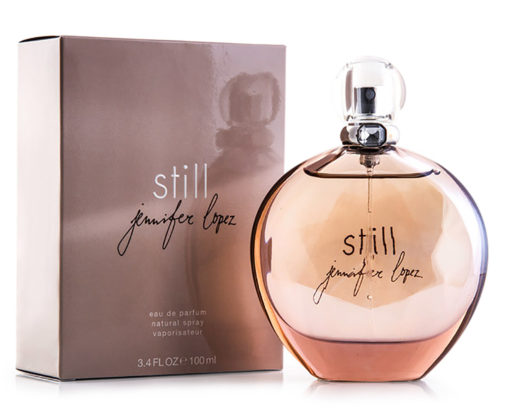 still
jennifer lopez
eau de parfum
natural spray
vaporisateur
3.4 FL OZ e 100 ml
still
jennifer lopez